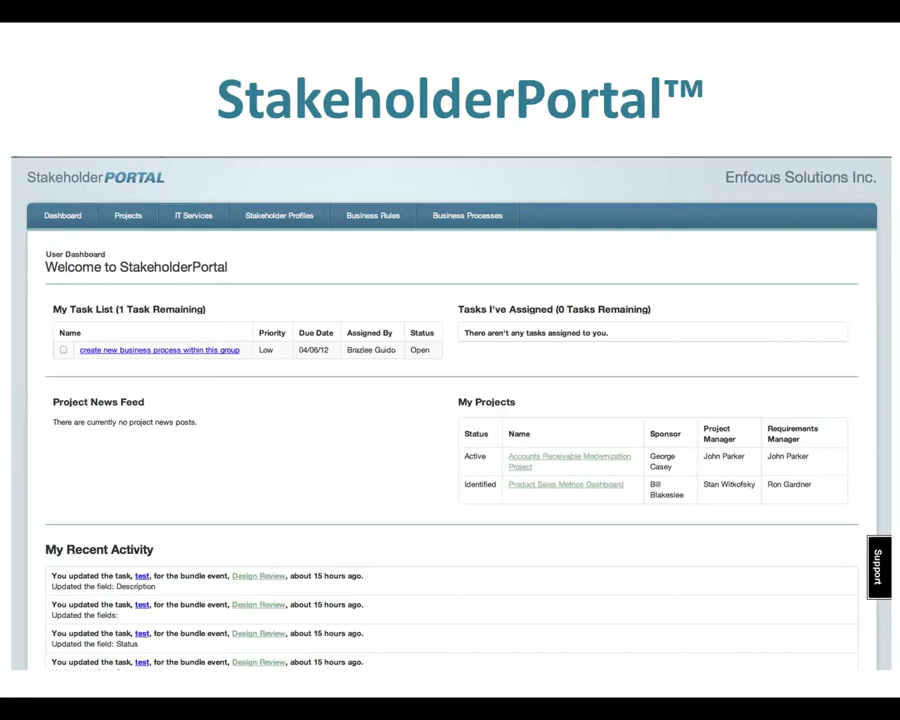 StakeholderPortal™
StakeholderPORTAL
Enfocus Solutions Inc.
Dashboard Projects IT Services Stakeholder Profiles Business Rules Business Processes
User Dashboard
Welcome to StakeholderPortal
My Task List (1 Task Remaining)
Name Priority Due Date Assigned By Status
create new business process within this group Low 04/06/12 Brazlee Guido Open
Tasks I've Assigned (0 Tasks Remaining)
There aren't any tasks assigned to you.
Project News Feed
There are currently no project news posts.
My Projects
Status Name Sponsor Project Manager Requirements Manager
Active Accounts Receivable Modernization Project George Casey John Parker John Parker
Identified Product Sales Metrics Dashboard Bill Blakeslee Stan Witkofsky Ron Gardner
Support
My Recent Activity
You updated the task, test, for the bundle event, Design Review, about 15 hours ago.
Updated the field: Description
You updated the task, test, for the bundle event, Design Review, about 15 hours ago.
Updated the fields:
You updated the task, test, for the bundle event, Design Review, about 15 hours ago.
Updated the field: Status
You updated the task, test, for the bundle event, Design Review, about 15 hours ago.